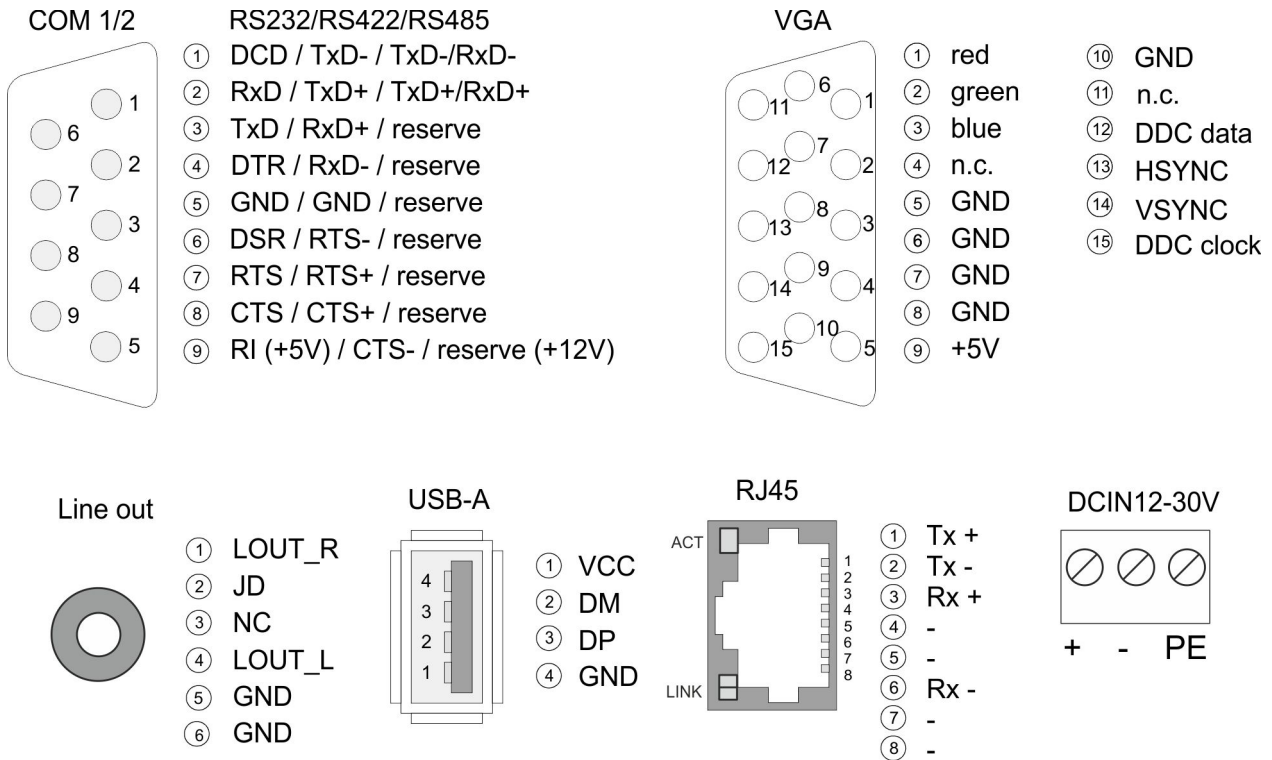 COM 1/2
RS232/RS422/RS485
1 DCD / TxD- / TxD-/RxD-
2 RxD / TxD+ / TxD+/RxD+
3 TxD / RxD+ / reserve
4 DTR / RxD- / reserve
5 GND / GND / reserve
6 DSR / RTS- / reserve
7 RTS / RTS+ / reserve
8 CTS / CTS+ / reserve
9 RI (+5V) / CTS- / reserve (+12V)
1
6
2
7
3
8
4
9
5
VGA
6
11
1
7
12
2
8
13
3
9
14
4
10
15
5
1 red
2 green
3 blue
4 n.c.
5 GND
6 GND
7 GND
8 GND
9 +5V
10 GND
11 n.c.
12 DDC data
13 HSYNC
14 VSYNC
15 DDC clock
Line out
1 LOUT_R
2 JD
3 NC
4 LOUT_L
5 GND
6 GND
USB-A
4
3
2
1
1 VCC
2 DM
3 DP
4 GND
RJ45
ACT
LINK
1
2
3
4
5
6
7
8
1 Tx +
2 Tx -
3 Rx +
4 -
5 -
6 Rx -
7 -
8 -
DCIN12-30V
+ - PE